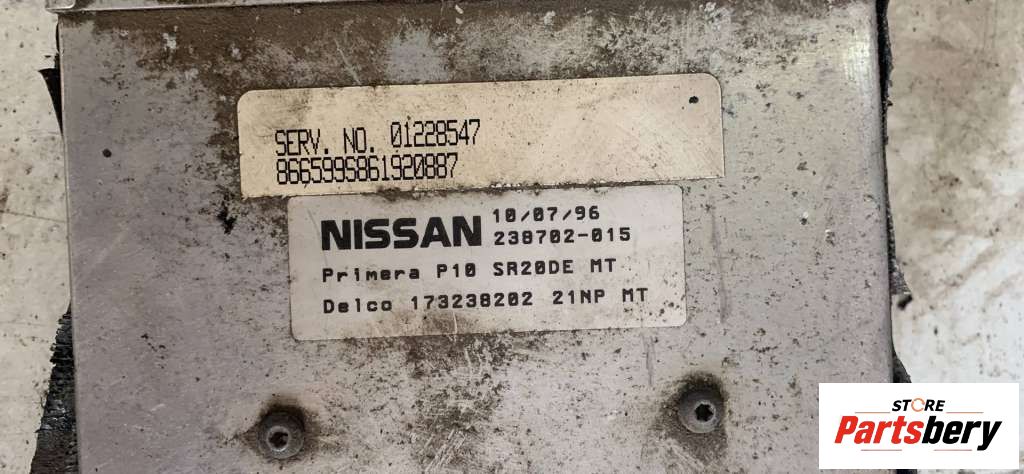 SERV. NO. 01228547
8665995861920887
NISSAN 10/07/96
238702-015
Primera P10 SR20DE MT
Delco 173238202 21NP MT
STORE
Partsbery